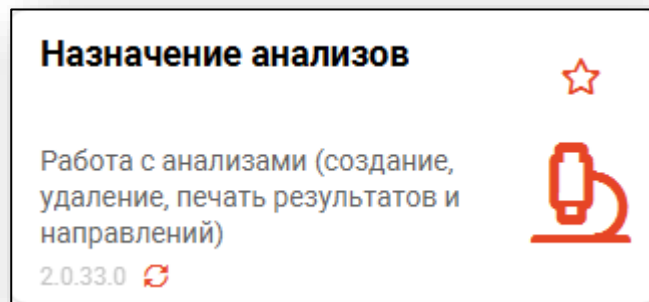 Назначение анализов
Работа с анализами (создание,
удаление, печать результатов и
направлений)
2.0.33.0